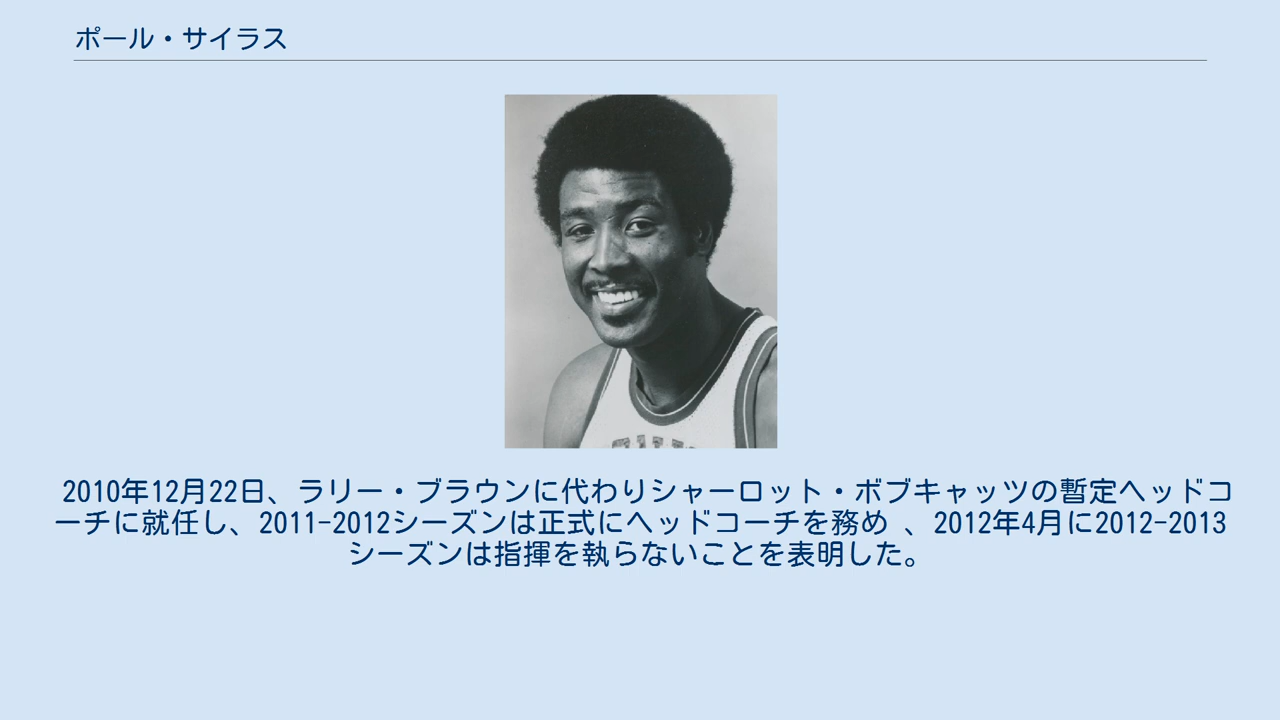 ポール・サイラス
2010年12月22日、ラリー・ブラウンに代わりシャーロット・ボブキャッツの暫定ヘッドコ
ーチに就任し、2011-2012シーズンは正式にヘッドコーチを務め 、2012年4月に2012-2013
シーズンは指揮を執らないことを表明した。